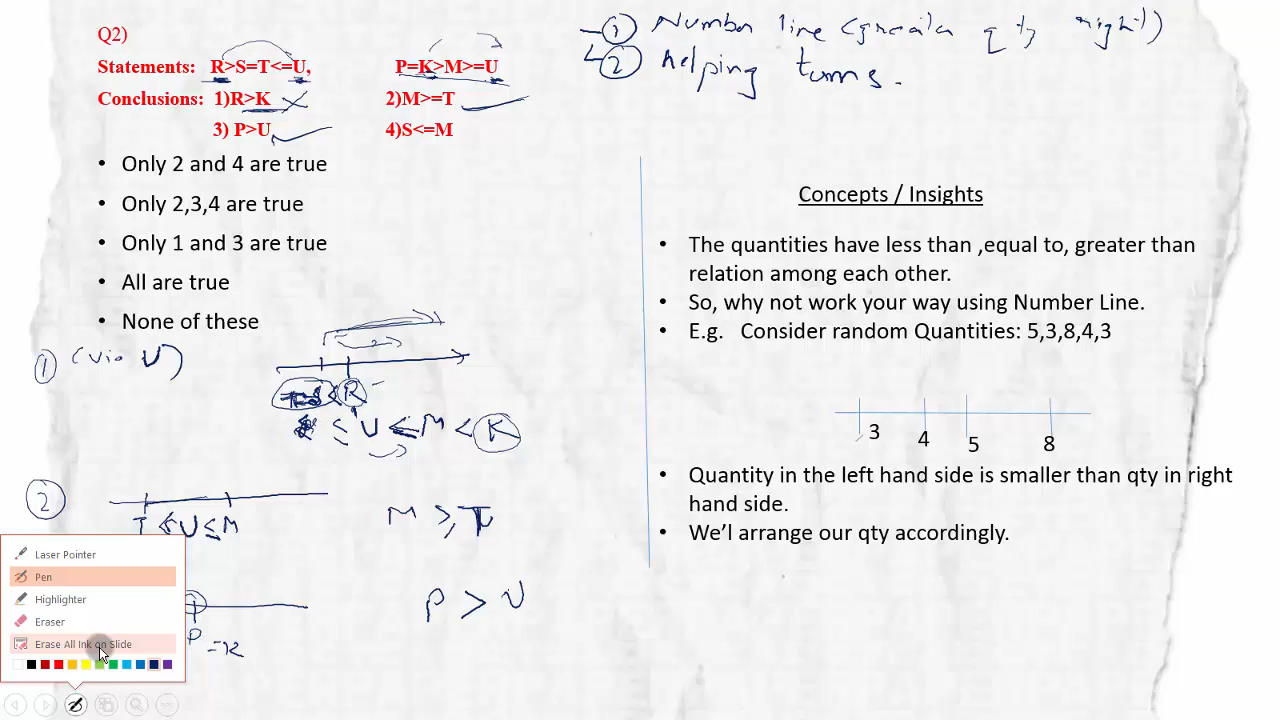 Q2)
Statements: R>S=T<=U, P=K>M>=U
Conclusions: 1)R>K 2)M>=T
3) P>U 4)S<=M
• Only 2 and 4 are true
• Only 2,3,4 are true
• Only 1 and 3 are true
• All are true
• None of these
1 (via U)
R
≤ U ≤ M < K
2
T ≤ U ≤ M
M ≥ T
P = K
P > U
Laser Pointer
Pen
Highlighter
Eraser
Erase All Ink on Slide
1 Number line (greater qty right)
2 Helping terms.
Concepts / Insights
• The quantities have less than ,equal to, greater than
relation among each other.
• So, why not work your way using Number Line.
• E.g. Consider random Quantities: 5,3,8,4,3
3 4 5 8
• Quantity in the left hand side is smaller than qty in right
hand side.
• We'l arrange our qty accordingly.